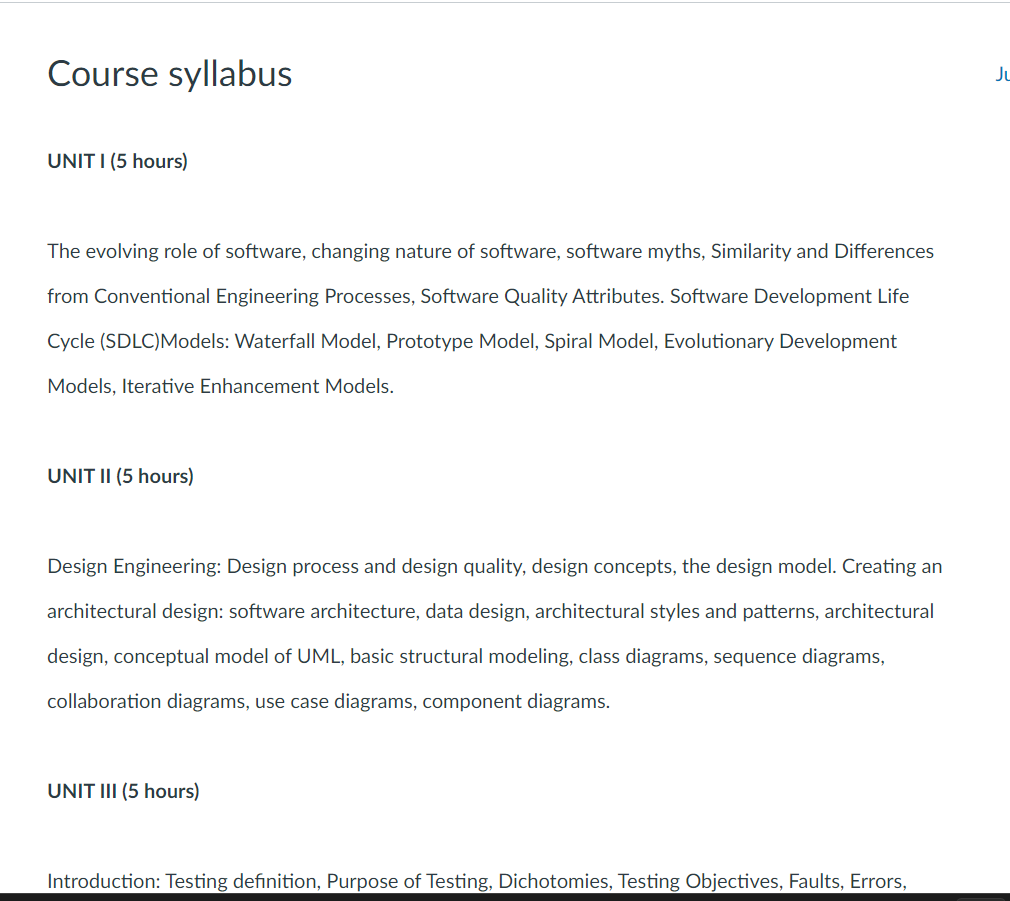 Course syllabus
Ju
UNIT I (5 hours)
The evolving role of software, changing nature of software, software myths, Similarity and Differences
from Conventional Engineering Processes, Software Quality Attributes. Software Development Life
Cycle (SDLC)Models: Waterfall Model, Prototype Model, Spiral Model, Evolutionary Development
Models, Iterative Enhancement Models.
UNIT II (5 hours)
Design Engineering: Design process and design quality, design concepts, the design model. Creating an
architectural design: software architecture, data design, architectural styles and patterns, architectural
design, conceptual model of UML, basic structural modeling, class diagrams, sequence diagrams,
collaboration diagrams, use case diagrams, component diagrams.
UNIT III (5 hours)
Introduction: Testing definition, Purpose of Testing, Dichotomies, Testing Objectives, Faults, Errors,